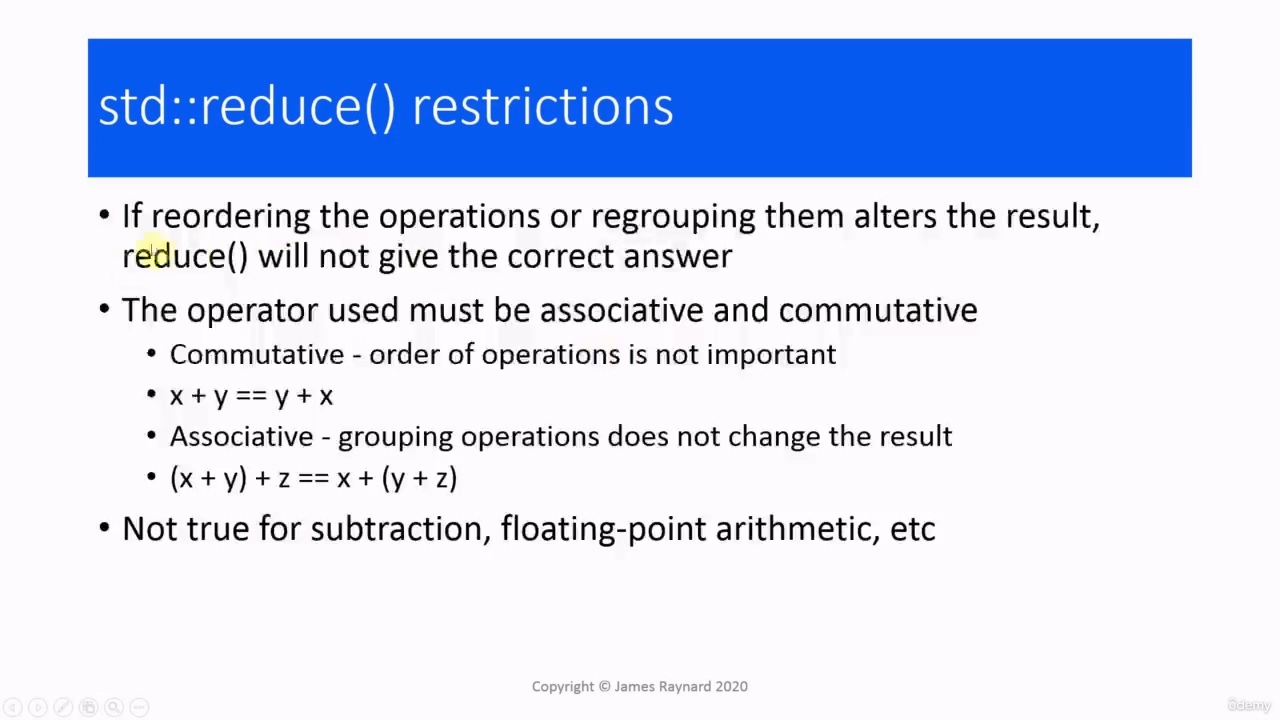 std::reduce() restrictions
• If reordering the operations or regrouping them alters the result,
reduce() will not give the correct answer
• The operator used must be associative and commutative
• Commutative - order of operations is not important
• x + y == y + x
• Associative - grouping operations does not change the result
• (x + y) + z == x + (y + z)
• Not true for subtraction, floating-point arithmetic, etc
Copyright © James Raynard 2020
ûdemy